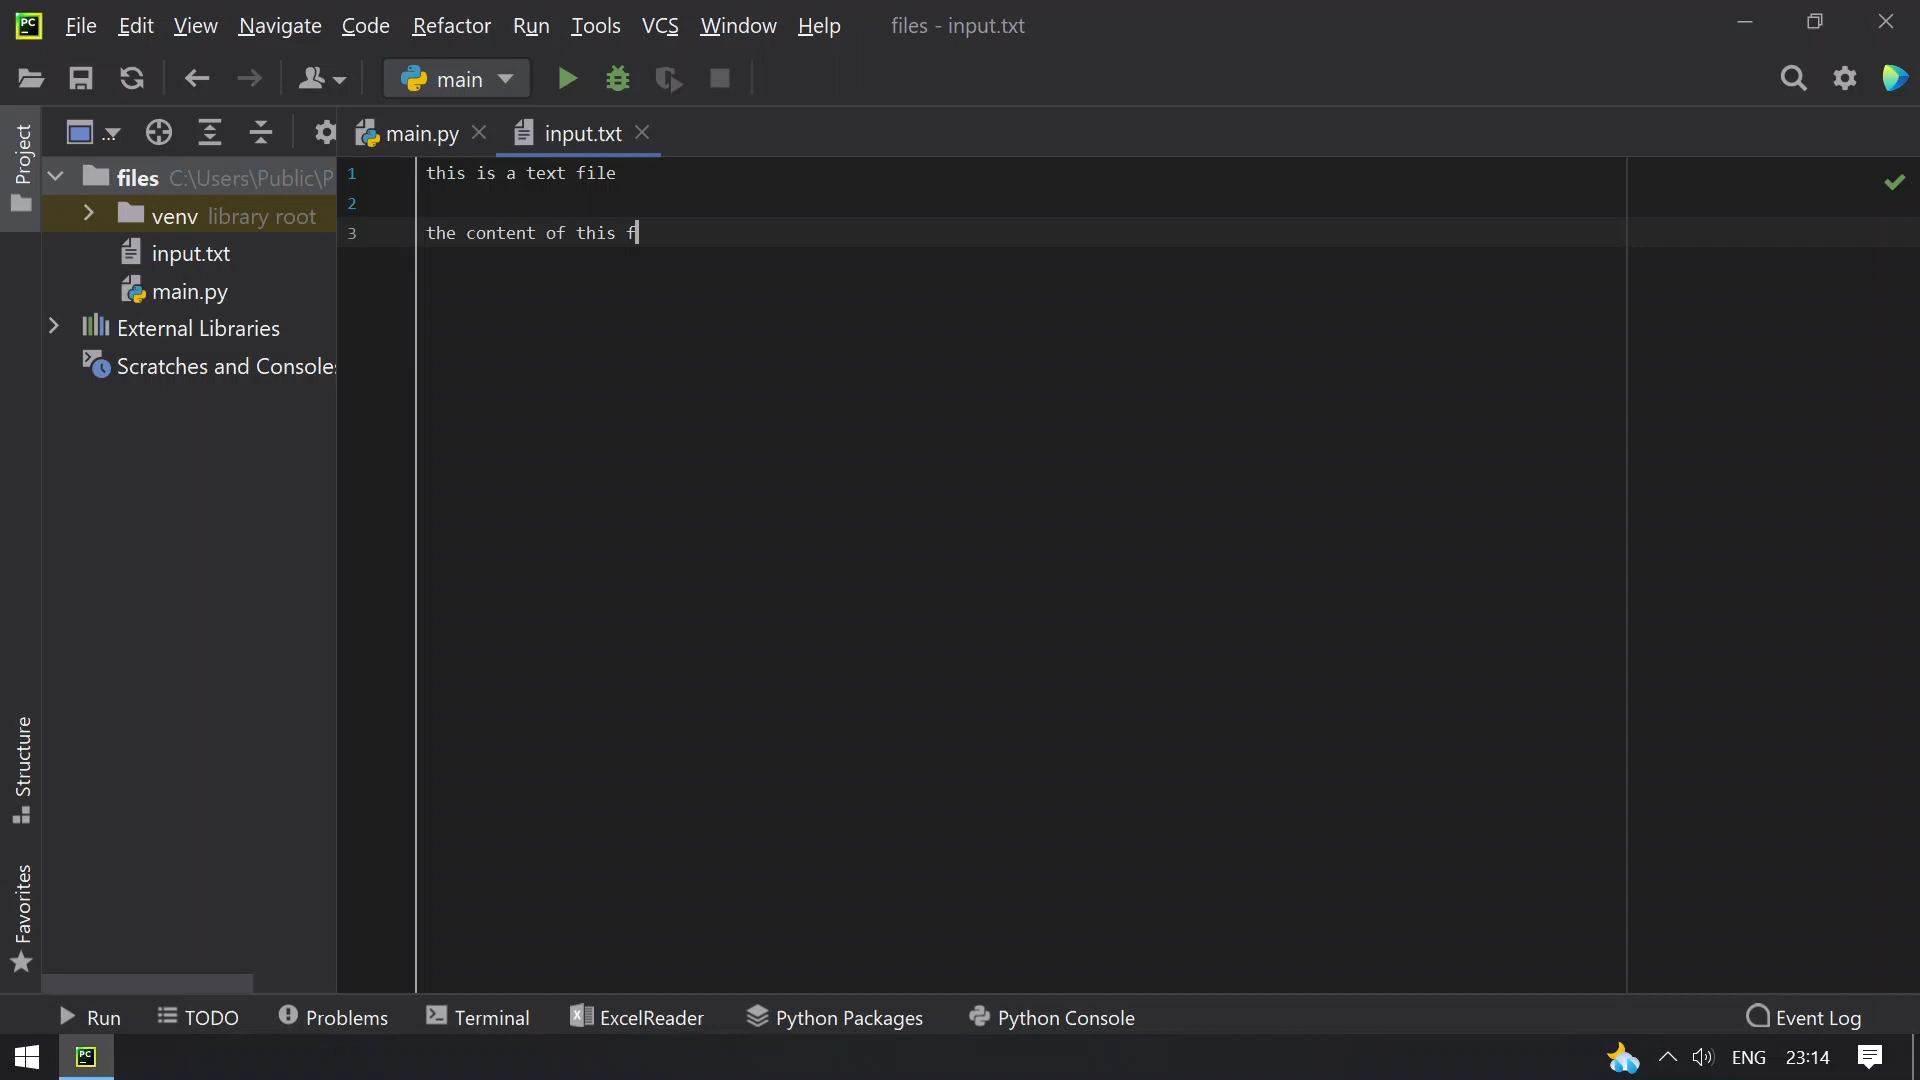 PC File Edit View Navigate Code Refactor Run Tools VCS Window Help files - input.txt
main
Project ... main.py input.txt
files C:\Users\Public\P
venv library root
input.txt
main.py
External Libraries
Scratches and Console
1 this is a text file
2
3 the content of this f
Structure
Favorites
Run TODO Problems Terminal ExcelReader Python Packages Python Console Event Log
PC ENG 23:14